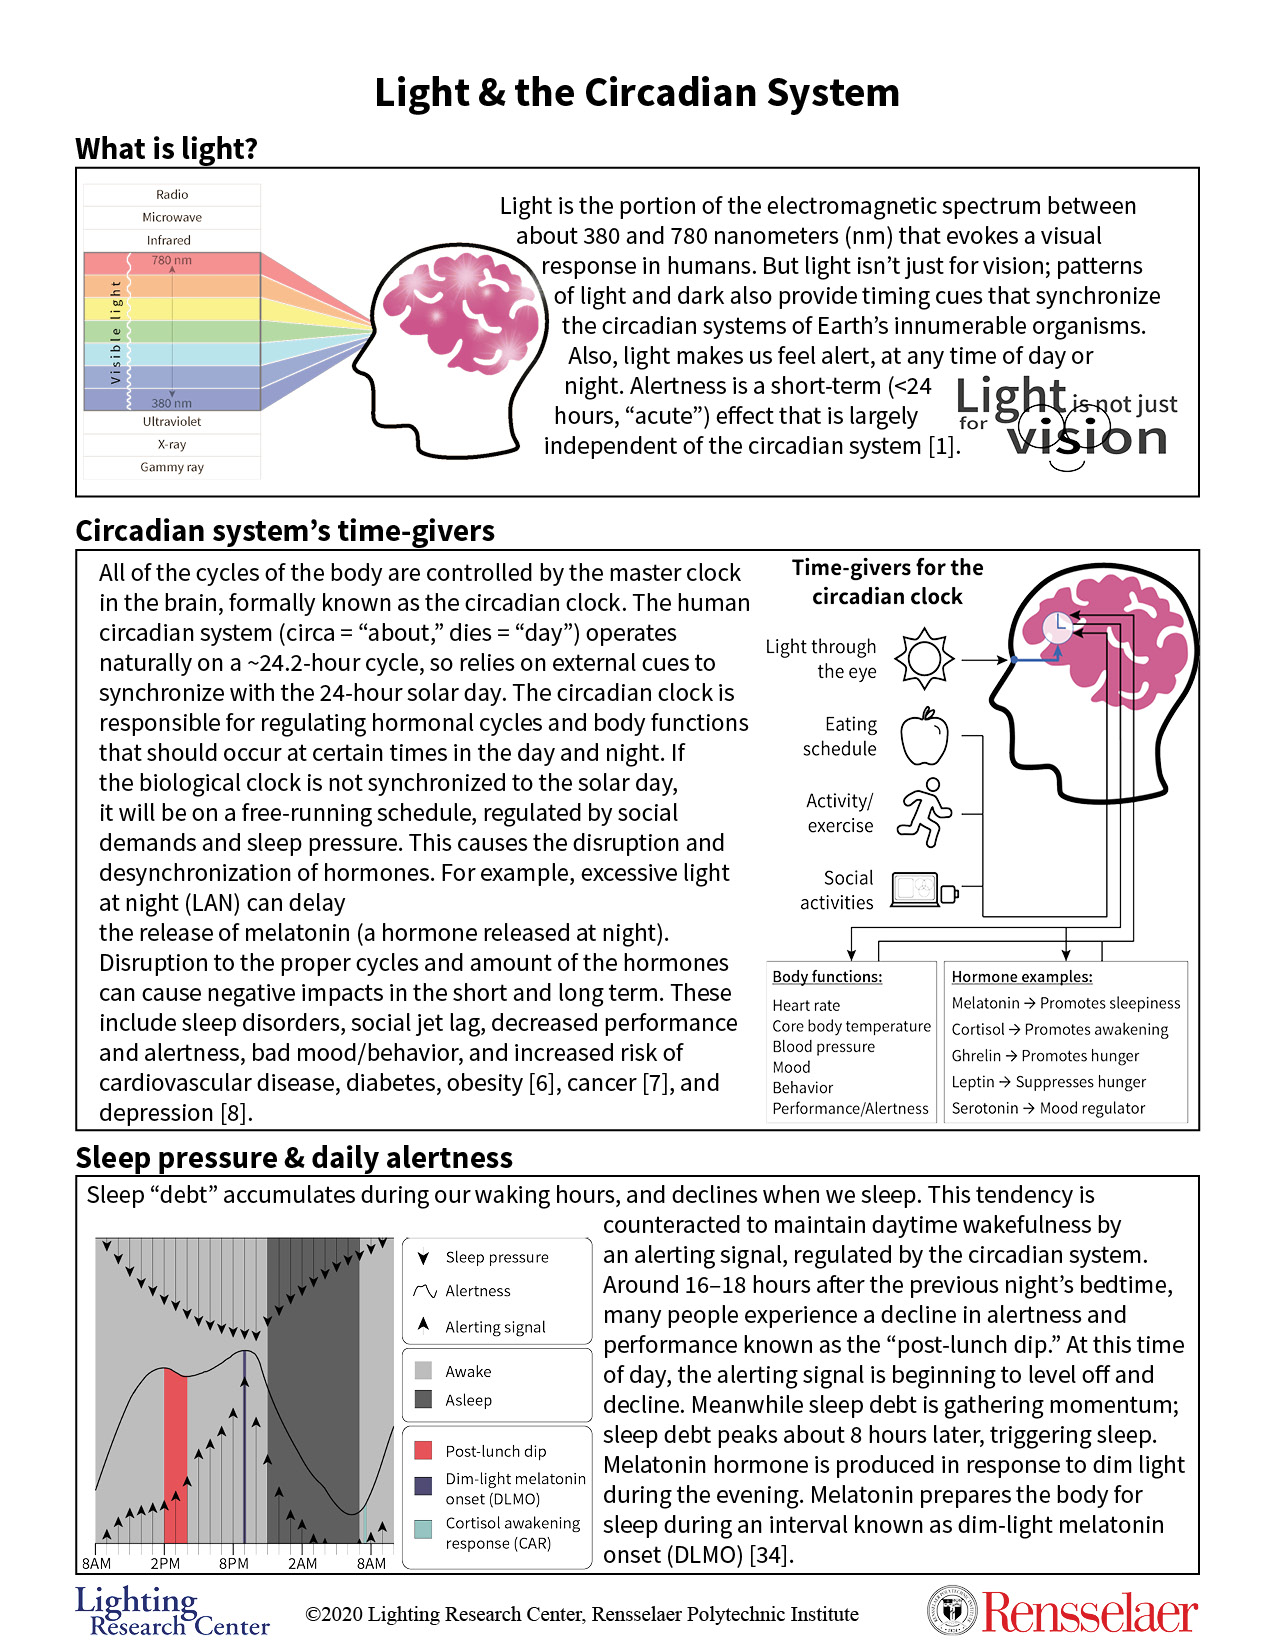 Light & the Circadian System
What is light?
Radio
Microwave
Infrared
780 nm
Visible light
380 nm
Ultraviolet
X-ray
Gammy ray
Light is the portion of the electromagnetic spectrum between
about 380 and 780 nanometers (nm) that evokes a visual
response in humans. But light isn’t just for vision; patterns
of light and dark also provide timing cues that synchronize
the circadian systems of Earth’s innumerable organisms.
Also, light makes us feel alert, at any time of day or
night. Alertness is a short-term (<24
hours, “acute”) effect that is largely
independent of the circadian system [1].
Light is not just
for vision
Circadian system’s time-givers
All of the cycles of the body are controlled by the master clock
in the brain, formally known as the circadian clock. The human
circadian system (circa = “about,” dies = “day”) operates
naturally on a ~24.2-hour cycle, so relies on external cues to
synchronize with the 24-hour solar day. The circadian clock is
responsible for regulating hormonal cycles and body functions
that should occur at certain times in the day and night. If
the biological clock is not synchronized to the solar day,
it will be on a free-running schedule, regulated by social
demands and sleep pressure. This causes the disruption and
desynchronization of hormones. For example, excessive light
at night (LAN) can delay
the release of melatonin (a hormone released at night).
Disruption to the proper cycles and amount of the hormones
can cause negative impacts in the short and long term. These
include sleep disorders, social jet lag, decreased performance
and alertness, bad mood/behavior, and increased risk of
cardiovascular disease, diabetes, obesity [6], cancer [7], and
depression [8].
Time-givers for the
circadian clock
Light through
the eye
Eating
schedule
Activity/
exercise
Social
activities
Body functions:
Heart rate
Core body temperature
Blood pressure
Mood
Behavior
Performance/Alertness
Hormone examples:
Melatonin → Promotes sleepiness
Cortisol → Promotes awakening
Ghrelin → Promotes hunger
Leptin → Suppresses hunger
Serotonin → Mood regulator
Sleep pressure & daily alertness
Sleep “debt” accumulates during our waking hours, and declines when we sleep. This tendency is
counteracted to maintain daytime wakefulness by
an alerting signal, regulated by the circadian system.
Around 16–18 hours after the previous night’s bedtime,
many people experience a decline in alertness and
performance known as the “post-lunch dip.” At this time
of day, the alerting signal is beginning to level off and
decline. Meanwhile sleep debt is gathering momentum;
sleep debt peaks about 8 hours later, triggering sleep.
Melatonin hormone is produced in response to dim light
during the evening. Melatonin prepares the body for
sleep during an interval known as dim-light melatonin
onset (DLMO) [34].
8AM 2PM 8PM 2AM 8AM
Sleep pressure
Alertness
Alerting signal
Awake
Asleep
Post-lunch dip
Dim-light melatonin
onset (DLMO)
Cortisol awakening
response (CAR)
Lighting
Research Center
©2020 Lighting Research Center, Rensselaer Polytechnic Institute
Rensselaer